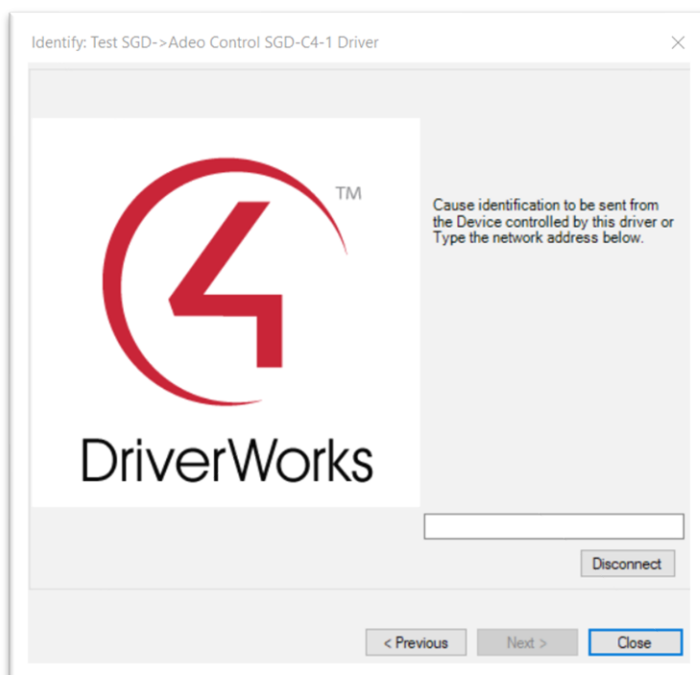 Identify: Test SGD->Adeo Control SGD-C4-1 Driver
TM
4
DriverWorks
Cause identification to be sent from
the Device controlled by this driver or
Type the network address below.
Disconnect
< Previous
Next >
Close